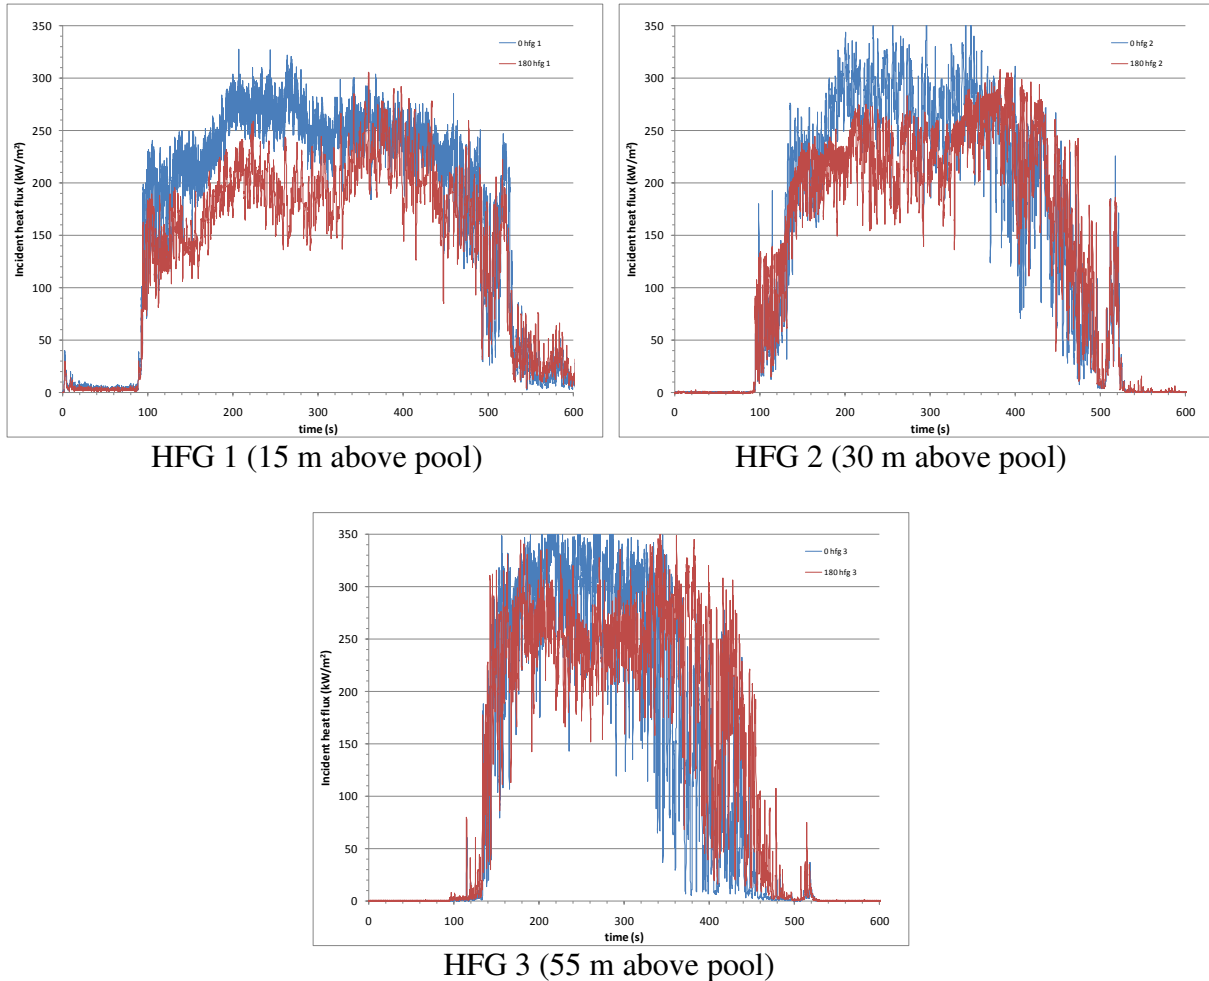 350
300
250
200
150
100
50
0
Incident heat flux (kW/m²)
0 hfg 1
180 hfg 1
0 100 200 300 400 500 600
time (s)
HFG 1 (15 m above pool)
350
300
250
200
150
100
50
0
Incident heat flux (kW/m²)
0 hfg 2
180 hfg 2
0 100 200 300 400 500 600
time (s)
HFG 2 (30 m above pool)
350
300
250
200
150
100
50
0
Incident heat flux (kW/m²)
0 hfg 3
180 hfg 3
0 100 200 300 400 500 600
time (s)
HFG 3 (55 m above pool)